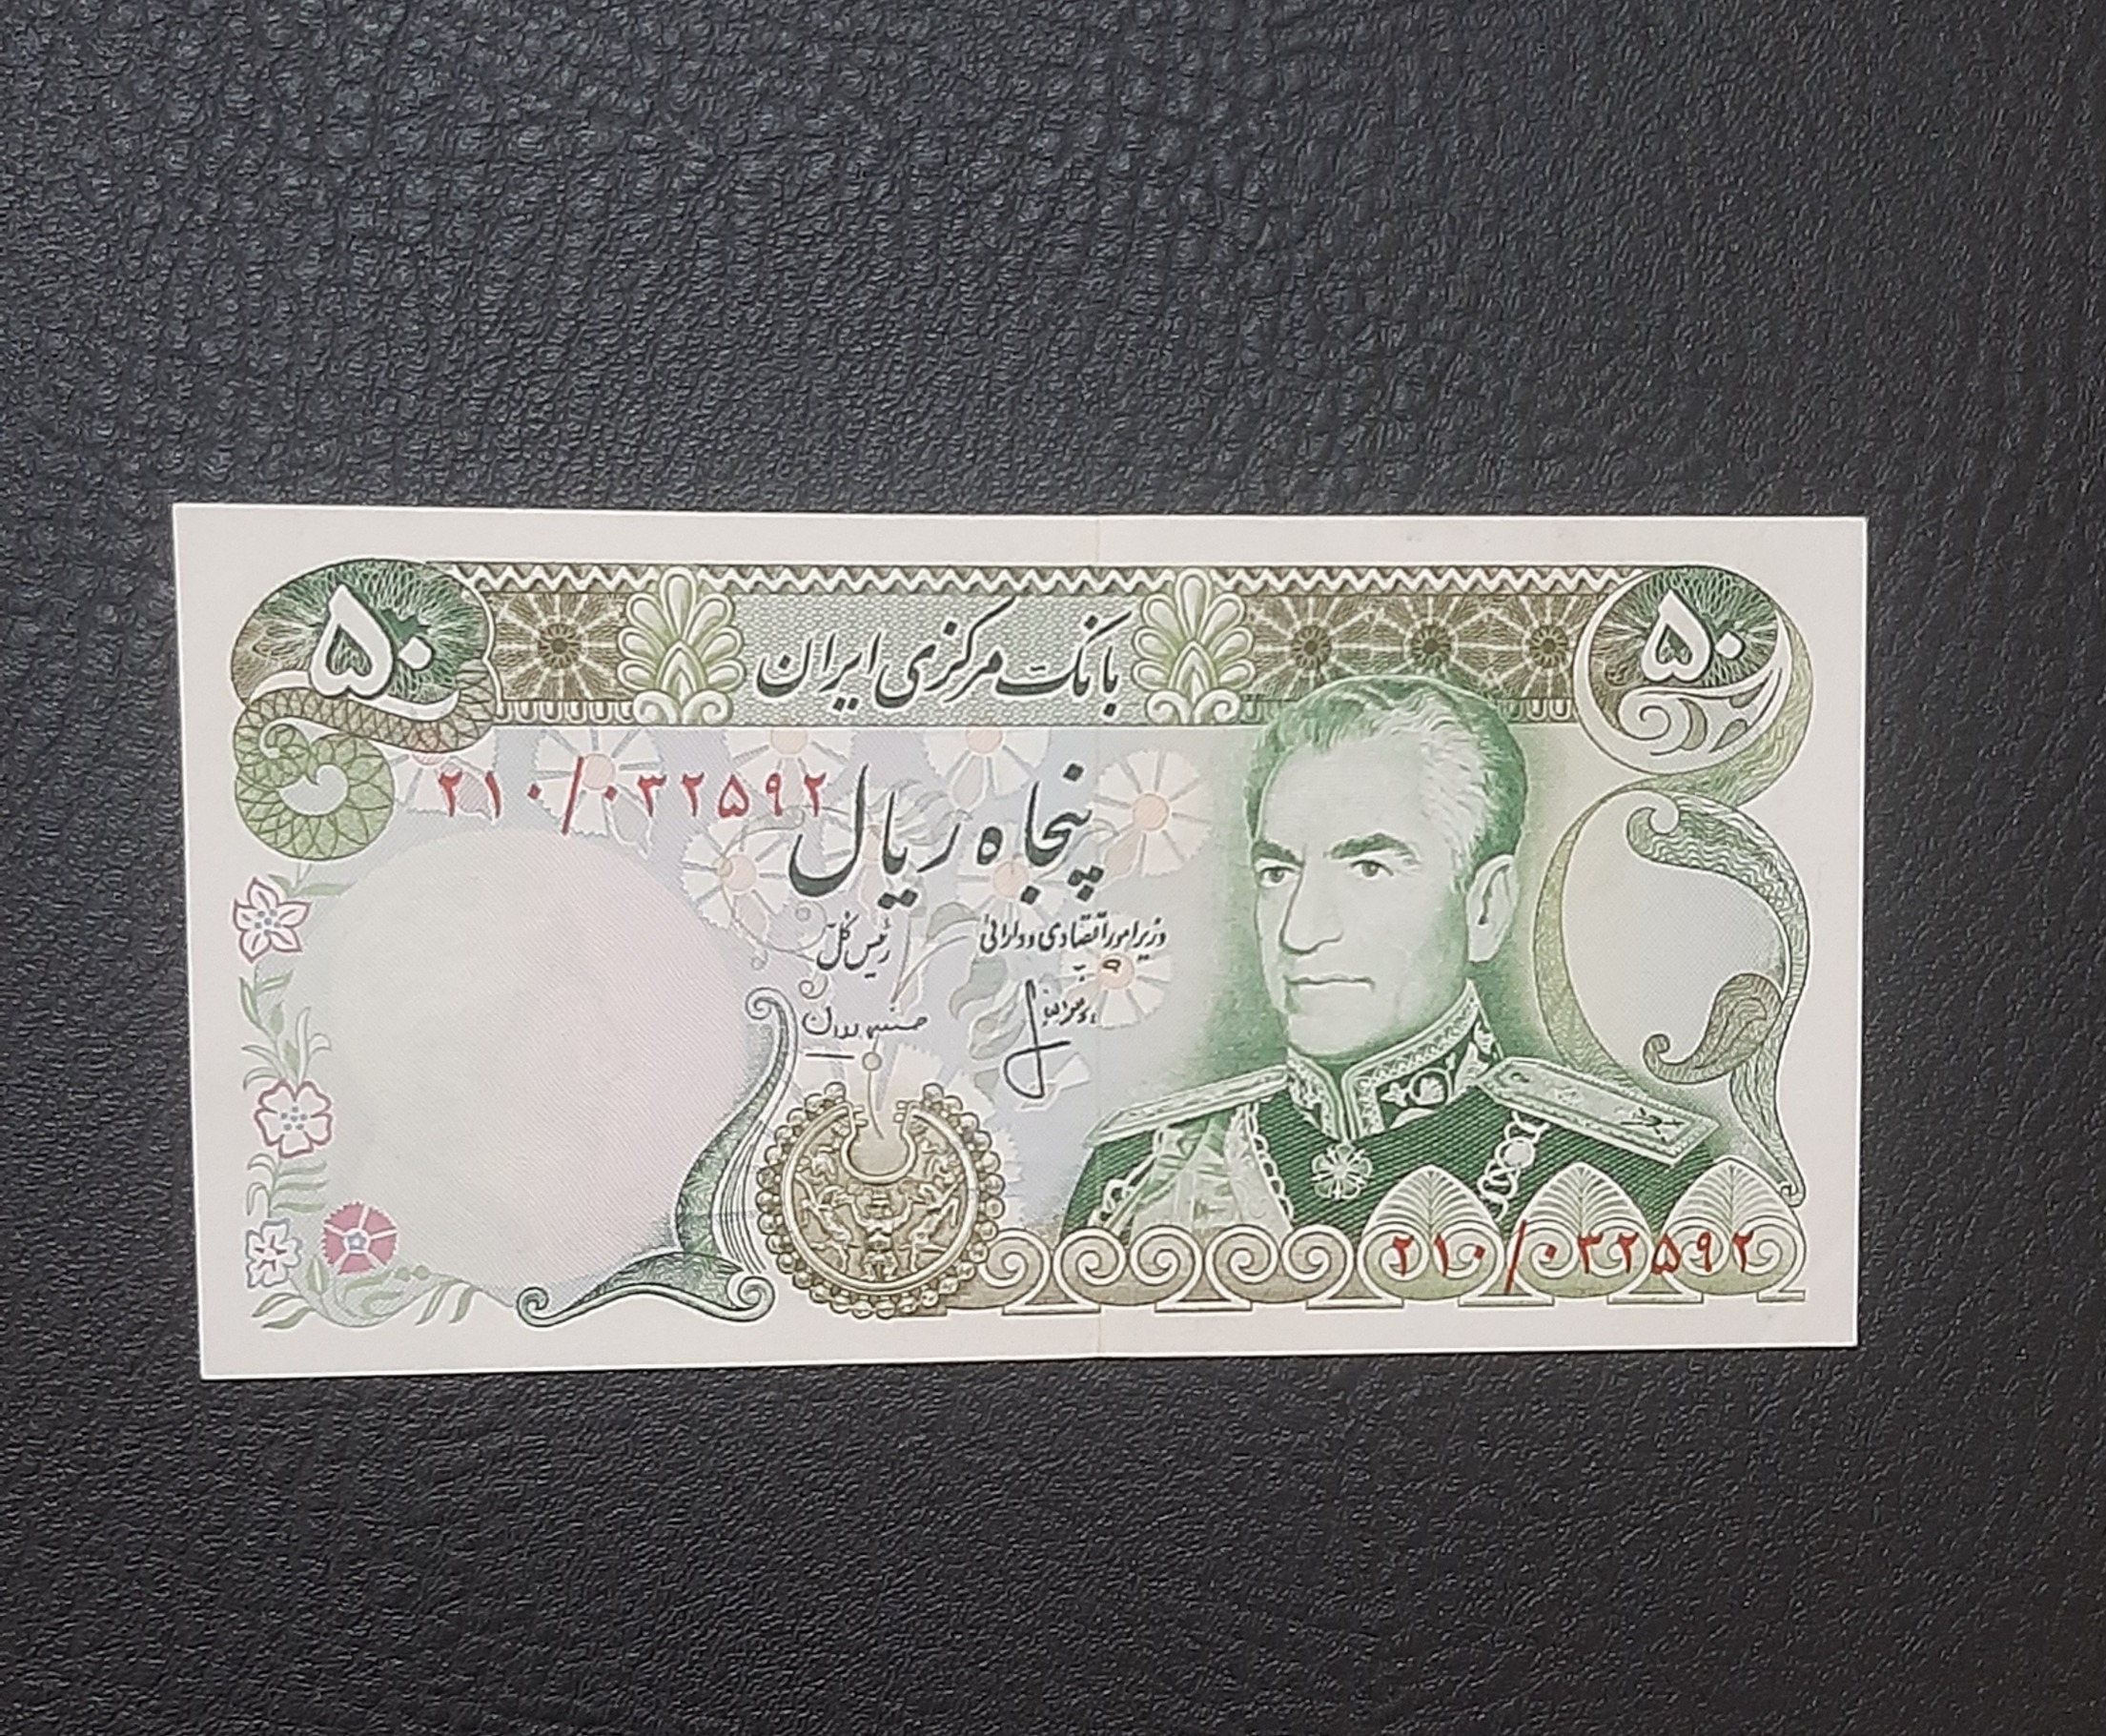 ۵۰
بانک مرکزی ایران
۵۰
۲۱۰/۰۳۲۵۹۲
پنجاه ریال
وزیر امور اقتصادی و دارائی
رئیس کل
۲۱۰/۰۳۲۵۹۲